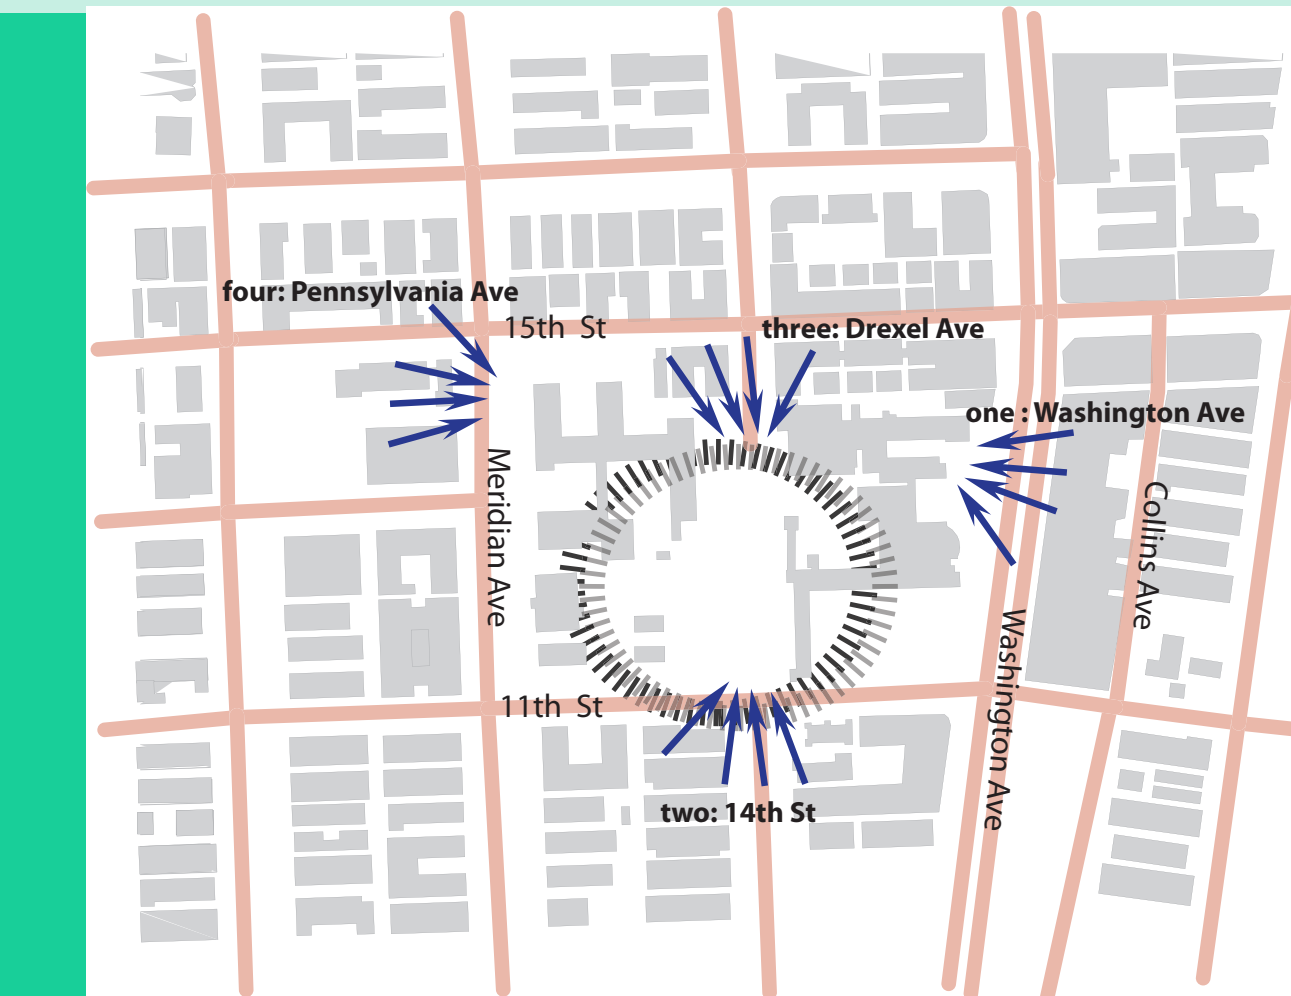 four: Pennsylvania Ave
15th St
three: Drexel Ave
one : Washington Ave
Meridian Ave
Collins Ave
Washington Ave
11th St
two: 14th St